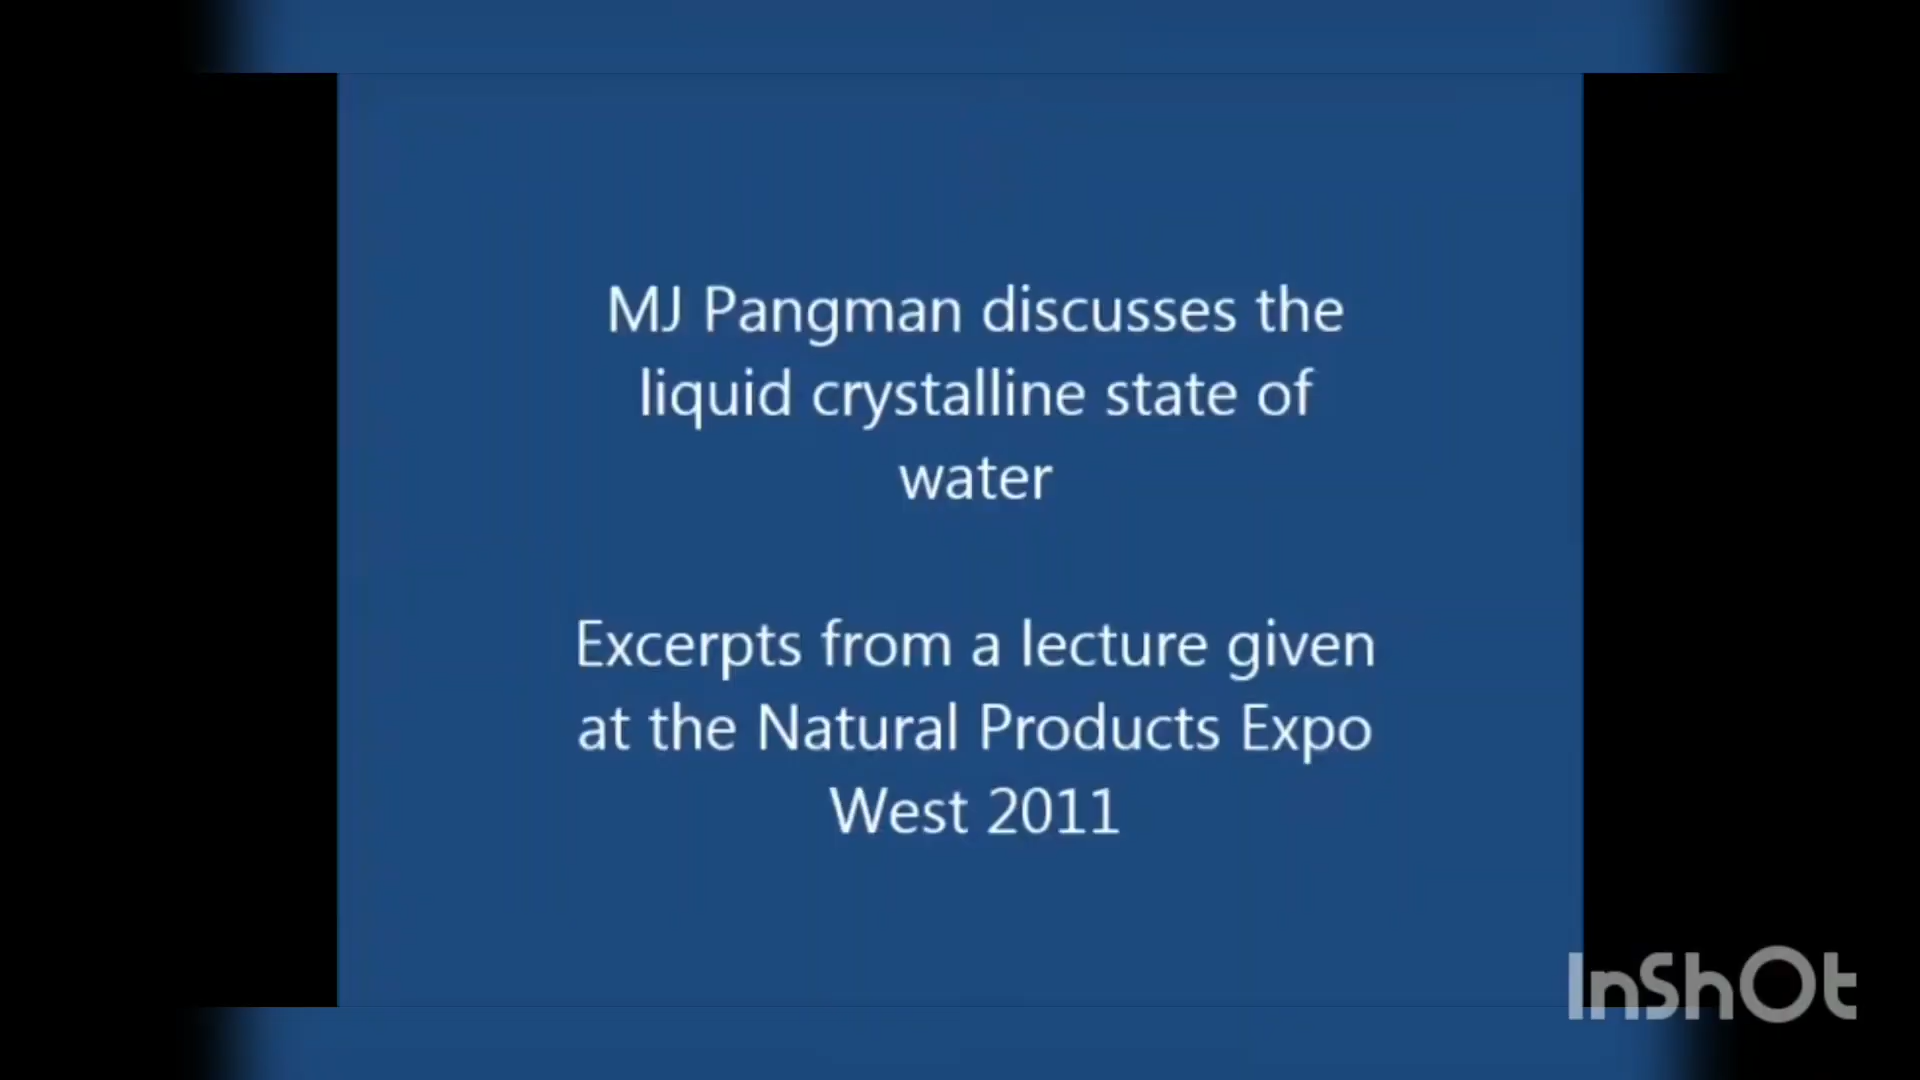 MJ Pangman discusses the
liquid crystalline state of
water
Excerpts from a lecture given
at the Natural Products Expo
West 2011
InShOt